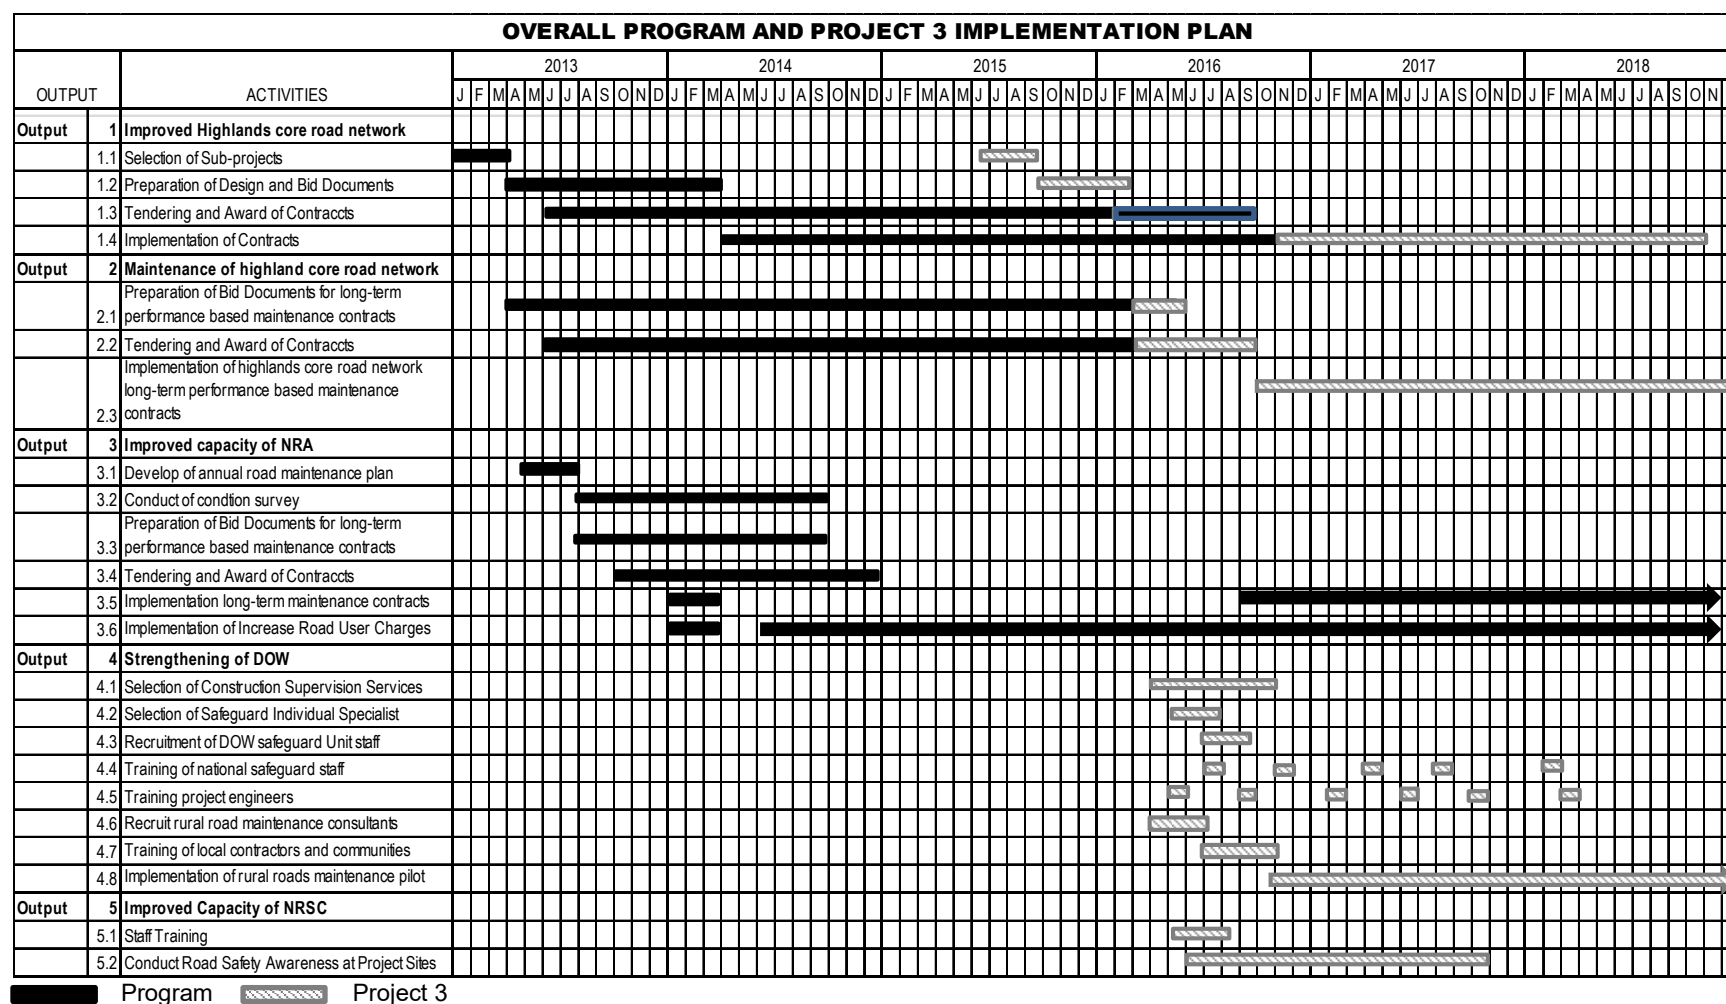 OVERALL PROGRAM AND PROJECT 3 IMPLEMENTATION PLAN
2013 2014 2015 2016 2017 2018
OUTPUT ACTIVITIES J F M A M J J A S O N D J F M A M J J A S O N D J F M A M J J A S O N D J F M A M J J A S O N D J F M A M J J A S O N D J F M A M J J A S O N
Output 1 Improved Highlands core road network
1.1 Selection of Sub-projects
1.2 Preparation of Design and Bid Documents
1.3 Tendering and Award of Contraccts
1.4 Implementation of Contracts
Output 2 Maintenance of highland core road network
Preparation of Bid Documents for long-term
2.1 performance based maintenance contracts
2.2 Tendering and Award of Contraccts
Implementation of highlands core road network
long-term performance based maintenance
2.3 contracts
Output 3 Improved capacity of NRA
3.1 Develop of annual road maintenance plan
3.2 Conduct of condtion survey
Preparation of Bid Documents for long-term
3.3 performance based maintenance contracts
3.4 Tendering and Award of Contraccts
3.5 Implementation long-term maintenance contracts
3.6 Implementation of Increase Road User Charges
Output 4 Strengthening of DOW
4.1 Selection of Construction Supervision Services
4.2 Selection of Safeguard Individual Specialist
4.3 Recruitment of DOW safeguard Unit staff
4.4 Training of national safeguard staff
4.5 Training project engineers
4.6 Recruit rural road maintenance consultants
4.7 Training of local contractors and communities
4.8 Implementation of rural roads maintenance pilot
Output 5 Improved Capacity of NRSC
5.1 Staff Training
5.2 Conduct Road Safety Awareness at Project Sites
Program Project 3